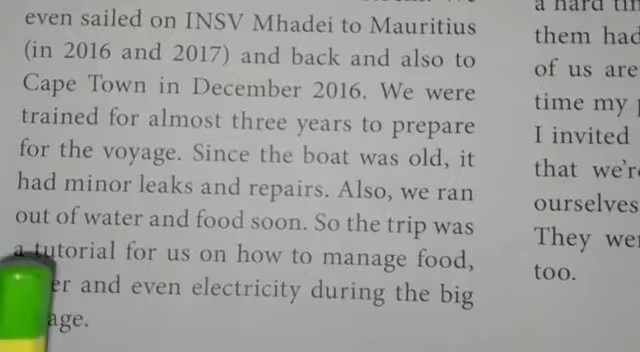 even sailed on INSV Mhadei to Mauritius
(in 2016 and 2017) and back and also to
Cape Town in December 2016. We were
trained for almost three years to prepare
for the voyage. Since the boat was old, it
had minor leaks and repairs. Also, we ran
out of water and food soon. So the trip was
a tutorial for us on how to manage food,
and even electricity during the big
a hard
them had
of us are
time my
I invited
that
ourselves
They
too.